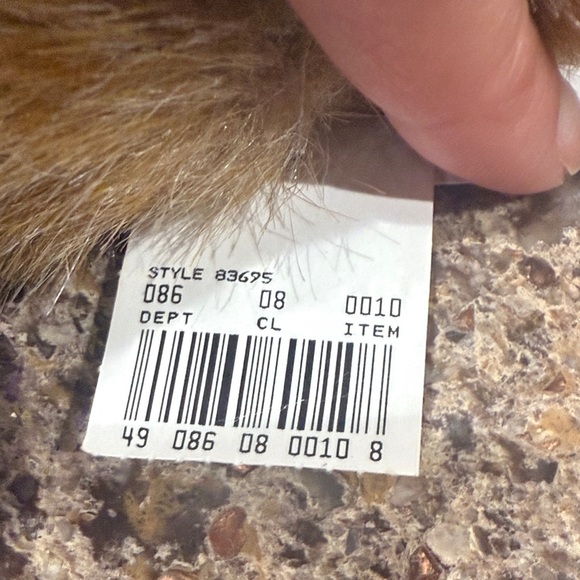 STYLE 83695
086 08 0010
DEPT CL ITEM
49 086 08 0010 8